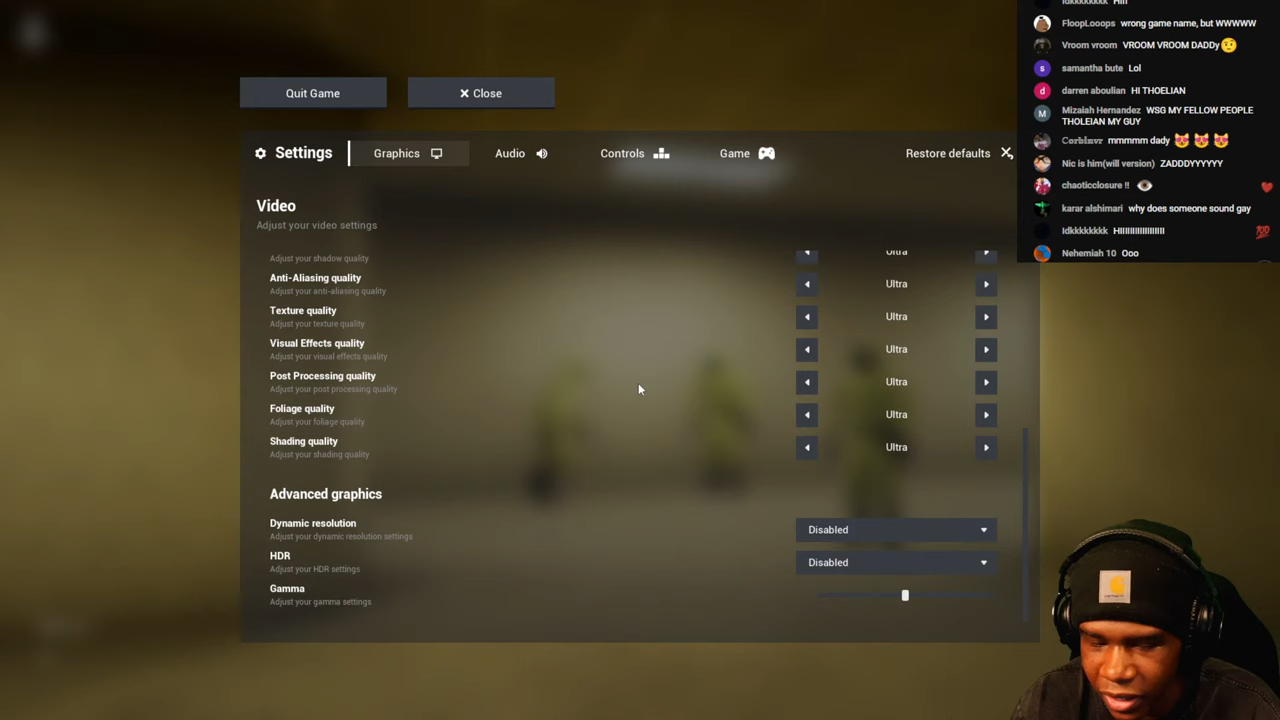 Quit Game
Close
Settings
Graphics
Audio
Controls
Game
Restore defaults
Video
Adjust your video settings
Adjust your shadow quality
Ultra
Anti-Aliasing quality
Adjust your anti-aliasing quality
Ultra
Texture quality
Adjust your texture quality
Ultra
Visual Effects quality
Adjust your visual effects quality
Ultra
Post Processing quality
Adjust your post processing quality
Ultra
Foliage quality
Adjust your foliage quality
Ultra
Shading quality
Adjust your shading quality
Ultra
Advanced graphics
Dynamic resolution
Adjust your dynamic resolution settings
Disabled
HDR
Adjust your HDR settings
Disabled
Gamma
Adjust your gamma settings
FloopLooops wrong game name, but WWWWW
Vroom vroom VROOM VROOM DADDy🤨
samantha bute Lol
darren aboulian HI THOELIAN
Mizaiah Hernandez WSG MY FELLOW PEOPLE
THOLEIAN MY GUY
mmmmm dady 😻😻😻
Nic is him(will version) ZADDDYYYYYY
chaoticclosure !! 👁
karar alshimari why does someone sound gay
Nehemiah 10 Ooo